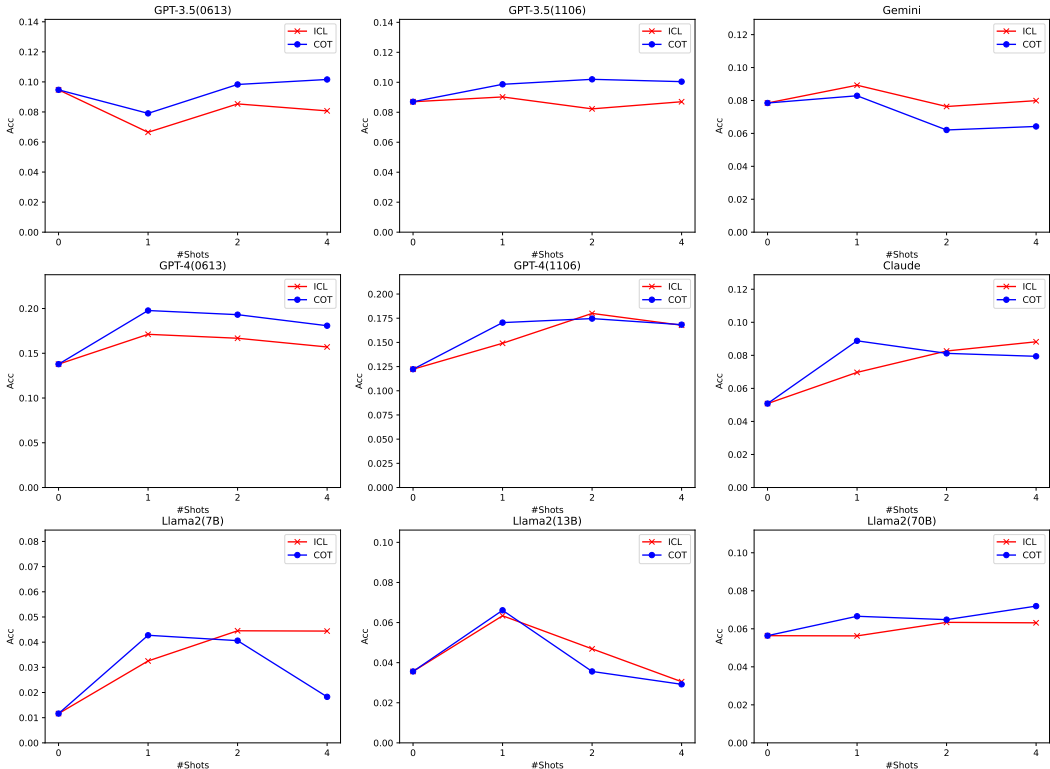 GPT-3.5(0613)
0.14
0.12
0.10
0.08
0.06
0.04
0.02
0.00
Acc
ICL
COT
0 1 2 4
#Shots
GPT-3.5(1106)
0.14
0.12
0.10
0.08
0.06
0.04
0.02
0.00
Acc
ICL
COT
0 1 2 4
#Shots
Gemini
0.12
0.10
0.08
0.06
0.04
0.02
0.00
Acc
ICL
COT
0 1 2 4
#Shots
GPT-4(0613)
0.20
0.15
0.10
0.05
0.00
Acc
ICL
COT
0 1 2 4
#Shots
GPT-4(1106)
0.200
0.175
0.150
0.125
0.100
0.075
0.050
0.025
0.000
Acc
ICL
COT
0 1 2 4
#Shots
Claude
0.12
0.10
0.08
0.06
0.04
0.02
0.00
Acc
ICL
COT
0 1 2 4
#Shots
Llama2(7B)
0.08
0.07
0.06
0.05
0.04
0.03
0.02
0.01
0.00
Acc
ICL
COT
0 1 2 4
#Shots
Llama2(13B)
0.10
0.08
0.06
0.04
0.02
0.00
Acc
ICL
COT
0 1 2 4
#Shots
Llama2(70B)
0.10
0.08
0.06
0.04
0.02
0.00
Acc
ICL
COT
0 1 2 4
#Shots